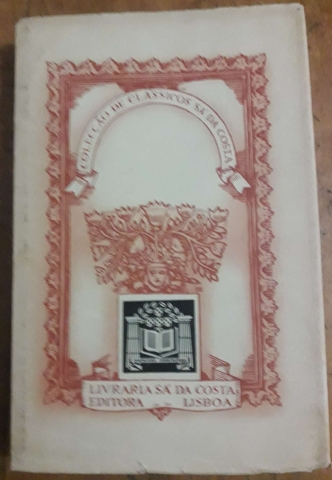 COLECÇÃO DE CLÁSSICOS SÁ DA COSTA
LIVRARIA SÁ DA COSTA
EDITORA - - LISBOA